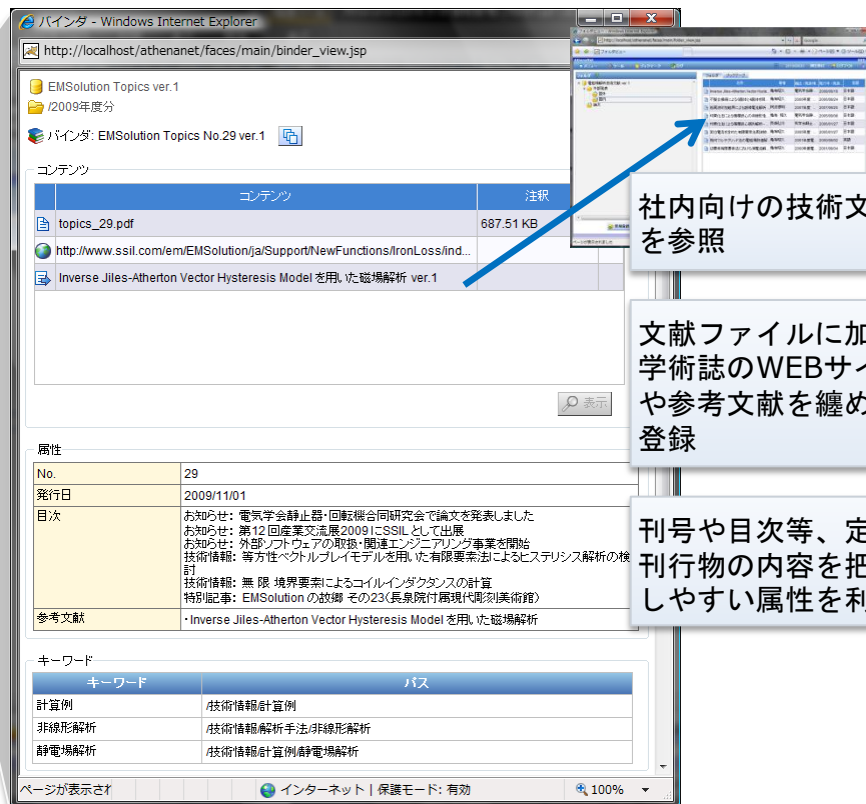 バインダ - Windows Internet Explorer
http://localhost/athenanet/faces/main/binder_view.jsp
EMSolution Topics ver.1
/2009年度分
バインダ: EMSolution Topics No.29 ver.1
コンテンツ
コンテンツ 注釈
topics_29.pdf 687.51 KB
http://www.ssil.com/em/EMSolution/ja/Support/NewFunctions/IronLoss/ind...
Inverse Jiles-Atherton Vector Hysteresis Model を用いた磁場解析 ver.1
表示
社内向けの技術文
を参照
文献ファイルに加
学術誌のWEBサイ
や参考文献を纏め
登録
刊号や目次等、定
刊行物の内容を把
しやすい属性を利
属性
No. 29
発行日 2009/11/01
目次 お知らせ: 電気学会静止器・回転機合同研究会で論文を発表しました
お知らせ: 第12回産業交流展2009にSSILとして出展
お知らせ: 外部ソフトウェアの取扱・関連エンジニアリング事業を開始
技術情報: 等方性ベクトルプレイモデルを用いた有限要素法によるヒステリシス解析の検
討
技術情報: 無限境界要素によるコイルインダクタンスの計算
特別記事: EMSolution の故郷 その23(長泉院付属現代彫刻美術館)
参考文献 ・Inverse Jiles-Atherton Vector Hysteresis Model を用いた磁場解析
キーワード
キーワード パス
計算例 /技術情報/計算例
非線形解析 /技術情報/解析手法/非線形解析
静電場解析 /技術情報/計算例/静電場解析
ページが表示され インターネット | 保護モード: 有効 100%